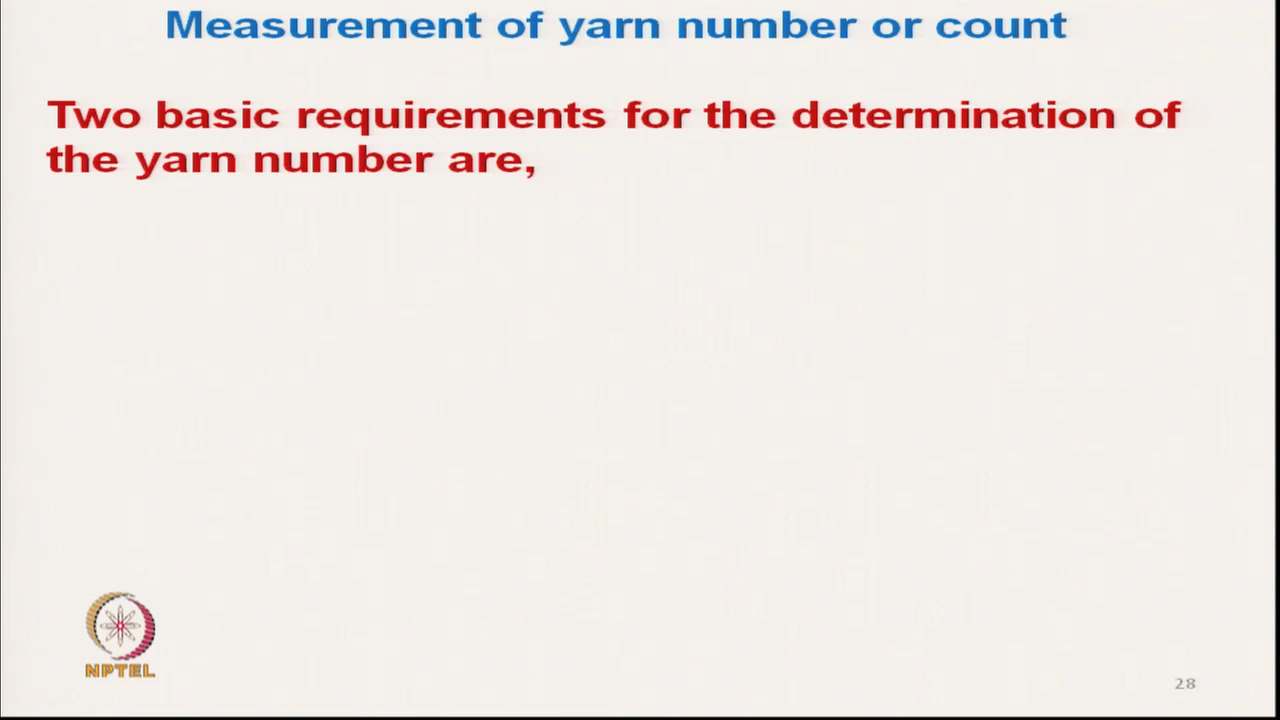 Measurement of yarn number or count
Two basic requirements for the determination of
the yarn number are,
NPTEL
28